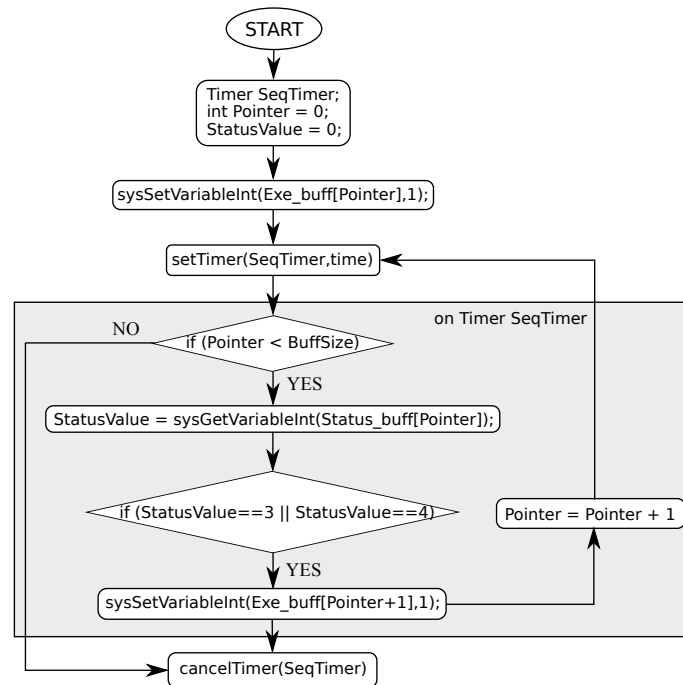 START
Timer SeqTimer;
int Pointer = 0;
StatusValue = 0;
sysSetVariableInt(Exe_buff[Pointer],1);
setTimer(SeqTimer,time)
on Timer SeqTimer
NO
if (Pointer < BuffSize)
YES
StatusValue = sysGetVariableInt(Status_buff[Pointer]);
if (StatusValue==3 || StatusValue==4)
Pointer = Pointer + 1
YES
sysSetVariableInt(Exe_buff[Pointer+1],1);
cancelTimer(SeqTimer)